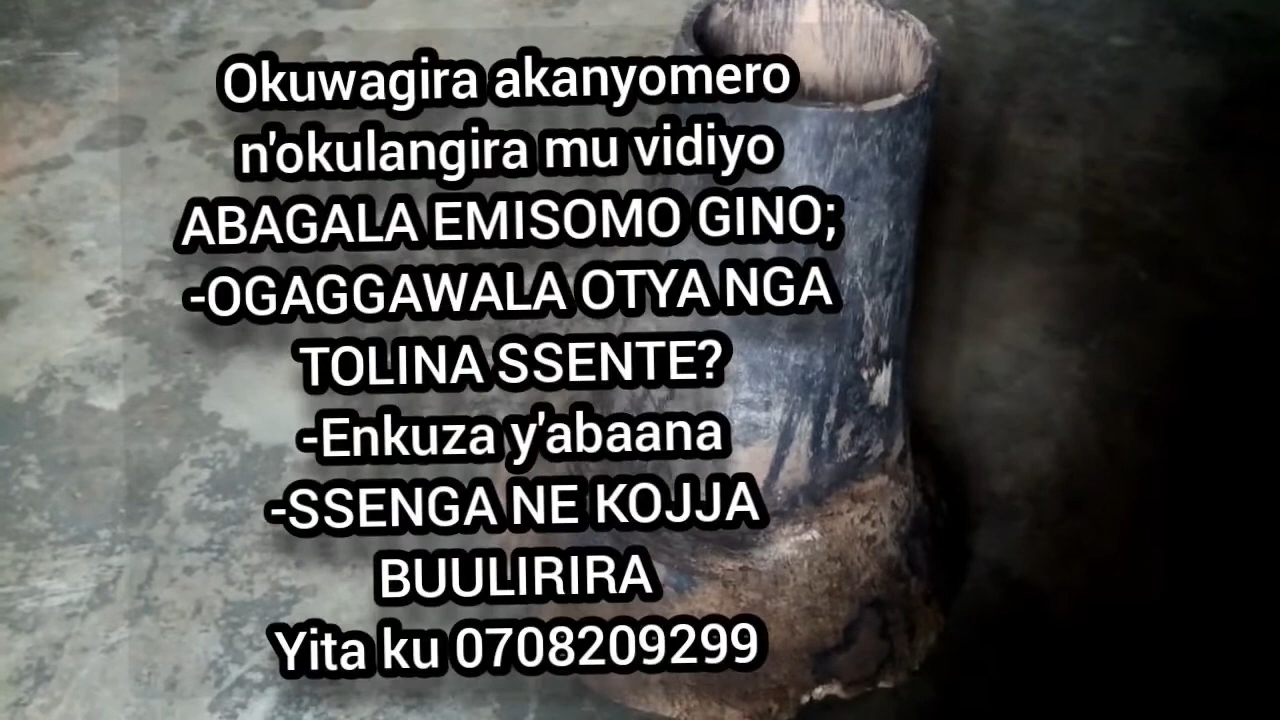 Okuwagira akanyomero
n'okulangira mu vidiyo
ABAGALA EMISOMO GINO;
-OGAGGAWALA OTYA NGA
TOLINA SSENTE?
-Enkuza y'abaana
-SSENGA NE KOJJA
BUULIRIRA
Yita ku 0708209299